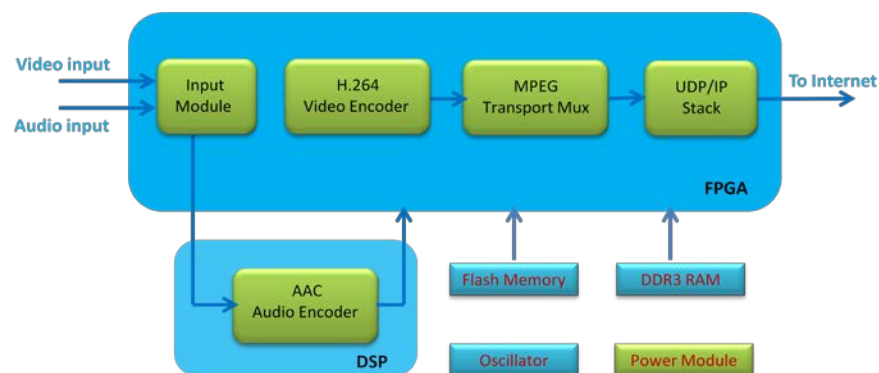 Video input
Audio input
Input
Module
H.264
Video Encoder
MPEG
Transport Mux
UDP/IP
Stack
To Internet
FPGA
AAC
Audio Encoder
DSP
Flash Memory
DDR3 RAM
Oscillator
Power Module